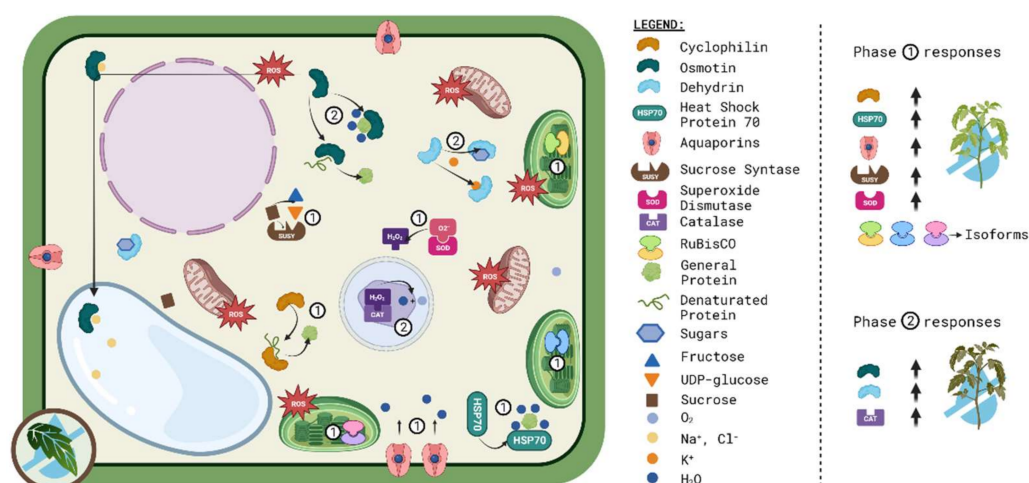 ROS
ROS
2
2
1
ROS
1
SUSY
1
H₂O₂
O2⁻
SOD
ROS
ROS
H₂O₂
CAT
+
2
1
1
ROS
1
1
HSP70
1
HSP70
LEGEND:
Cyclophilin
Osmotin
Dehydrin
HSP70
Heat Shock
Protein 70
Aquaporins
SUSY
Sucrose Syntase
SOD
Superoxide
Dismutase
CAT
Catalase
RuBisCO
General
Protein
Denaturated
Protein
Sugars
Fructose
UDP-glucose
Sucrose
O₂
Na⁺, Cl⁻
K⁺
H₂O
Phase 1 responses
HSP70
SUSY
SOD
Isoforms
Phase 2 responses
CAT